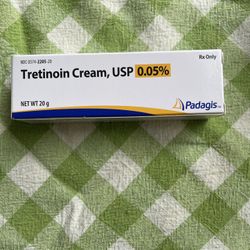 NDC 0574-2205-20
Rx Only
Tretinoin Cream, USP 0.05%
NET WT 20 g
Padagis